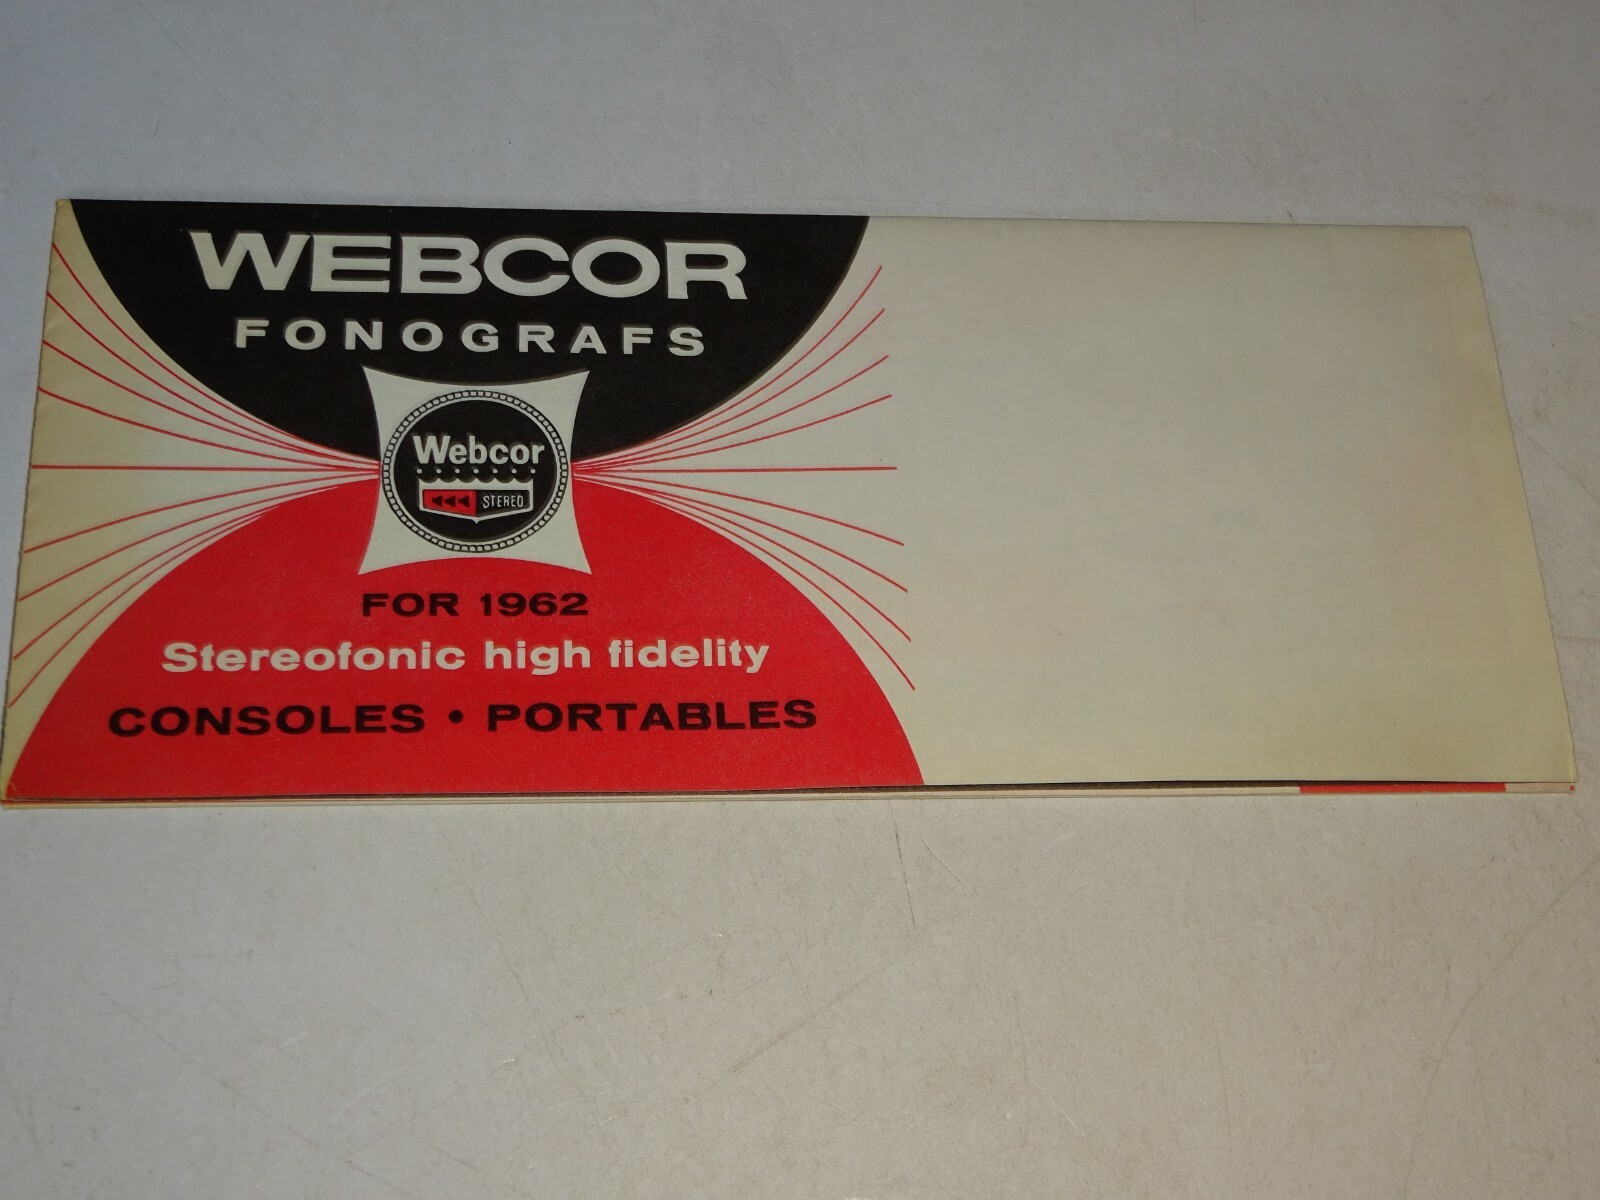 WEBCOR
FONOGRAFS
Webcor
STEREO
FOR 1962
Stereofonic high fidelity
CONSOLES • PORTABLES